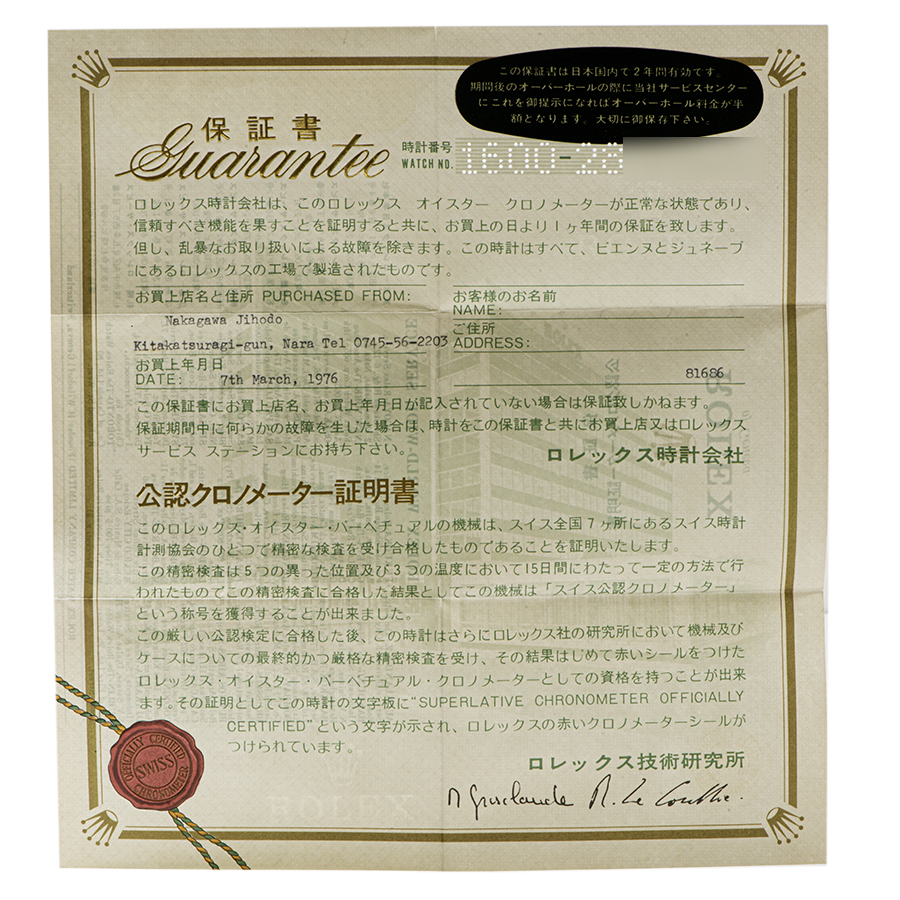 この保証書は日本国内で2年間有効です。
期間後のオーバーホールの際に当社サービスセンター
にこれを御提示になればオーバーホール料金が半
額となります。大切に御保存下さい。
保証書
Guarantee
時計番号
WATCH NO. 1600-28
ロレックス時計会社は、このロレックス オイスター クロノメーターが正常な状態であり、
信頼すべき機能を果すことを証明すると共に、お買上の日より1ヶ年間の保証を致します。
但し、乱暴なお取り扱いによる故障を除きます。この時計はすべて、ビエンヌとジュネーブ
にあるロレックスの工場で製造されたものです。
お買上店名と住所 PURCHASED FROM:
Nakagawa Jihodo
Kitakatsuragi-gun, Nara Tel 0745-56-2203
お客様のお名前
NAME:
ご住所
ADDRESS:
お買上年月日
DATE: 7th March, 1976
81686
この保証書にお買上店名、お買上年月日が記入されていない場合は保証致しかねます。
保証期間中に何らかの故障を生じた場合は、時計をこの保証書と共にお買上店又はロレックス
サービス ステーションにお持ち下さい。
ロレックス時計会社
公認クロノメーター証明書
このロレックス・オイスター・パーペチュアルの機械は、スイス全国7ヶ所にあるスイス時計
計測協会のひとつで精密な検査を受け合格したものであることを証明いたします。
この精密検査は5つの異った位置及び3つの温度において15日間にわたって一定の方法で行
われたものでこの精密検査に合格した結果としてこの機械は「スイス公認クロノメーター」
という称号を獲得することが出来ました。
この厳しい公認検定に合格した後、この時計はさらにロレックス社の研究所において機械及び
ケースについての最終的かつ厳格な精密検査を受け、その結果はじめて赤いシールをつけた
ロレックス・オイスター・パーペチュアル・クロノメーターとしての資格を持つことが出来
ます。その証明としてこの時計の文字板に"SUPERLATIVE CHRONOMETER OFFICIALLY
CERTIFIED"という文字が示され、ロレックスの赤いクロノメーターシールが
つけられています。
OFFICIALLY CERTIFIED
SWISS
CHRONOMETER
ロレックス技術研究所